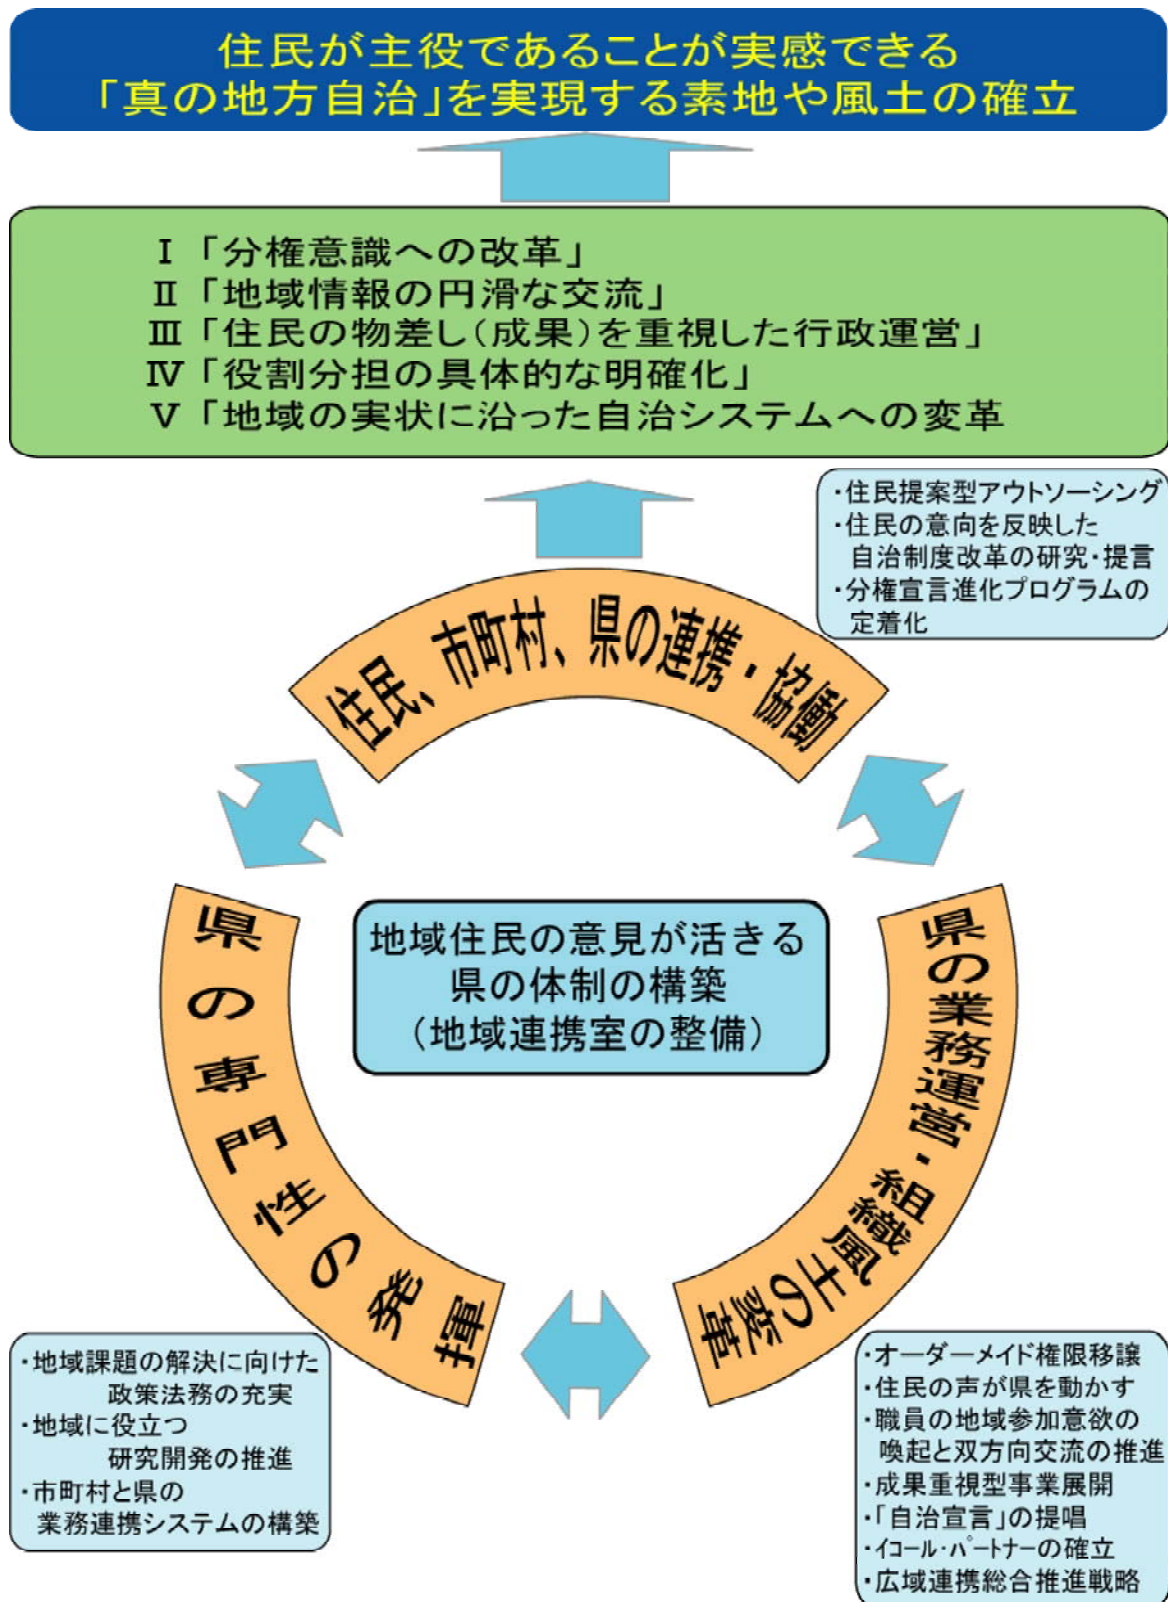 住民が主役であることが実感できる
「真の地方自治」を実現する素地や風土の確立
Ⅰ「分権意識への改革」
Ⅱ「地域情報の円滑な交流」
Ⅲ「住民の物差し(成果)を重視した行政運営」
Ⅳ「役割分担の具体的な明確化」
Ⅴ「地域の実状に沿った自治システムへの変革
・住民提案型アウトソーシング
・住民の意向を反映した
自治制度改革の研究・提言
・分権宣言進化プログラムの
定着化
住民、市町村、県の連携・協働
県の専門性の発揮
地域住民の意見が活きる
県の体制の構築
(地域連携室の整備)
県の業務運営・組織風土の変革
・地域課題の解決に向けた
政策法務の充実
・地域に役立つ
研究開発の推進
・市町村と県の
業務連携システムの構築
・オーダーメイド権限移譲
・住民の声が県を動かす
・職員の地域参加意欲の
喚起と双方向交流の推進
・成果重視型事業展開
・「自治宣言」の提唱
・イコール・パートナーの確立
・広域連携総合推進戦略